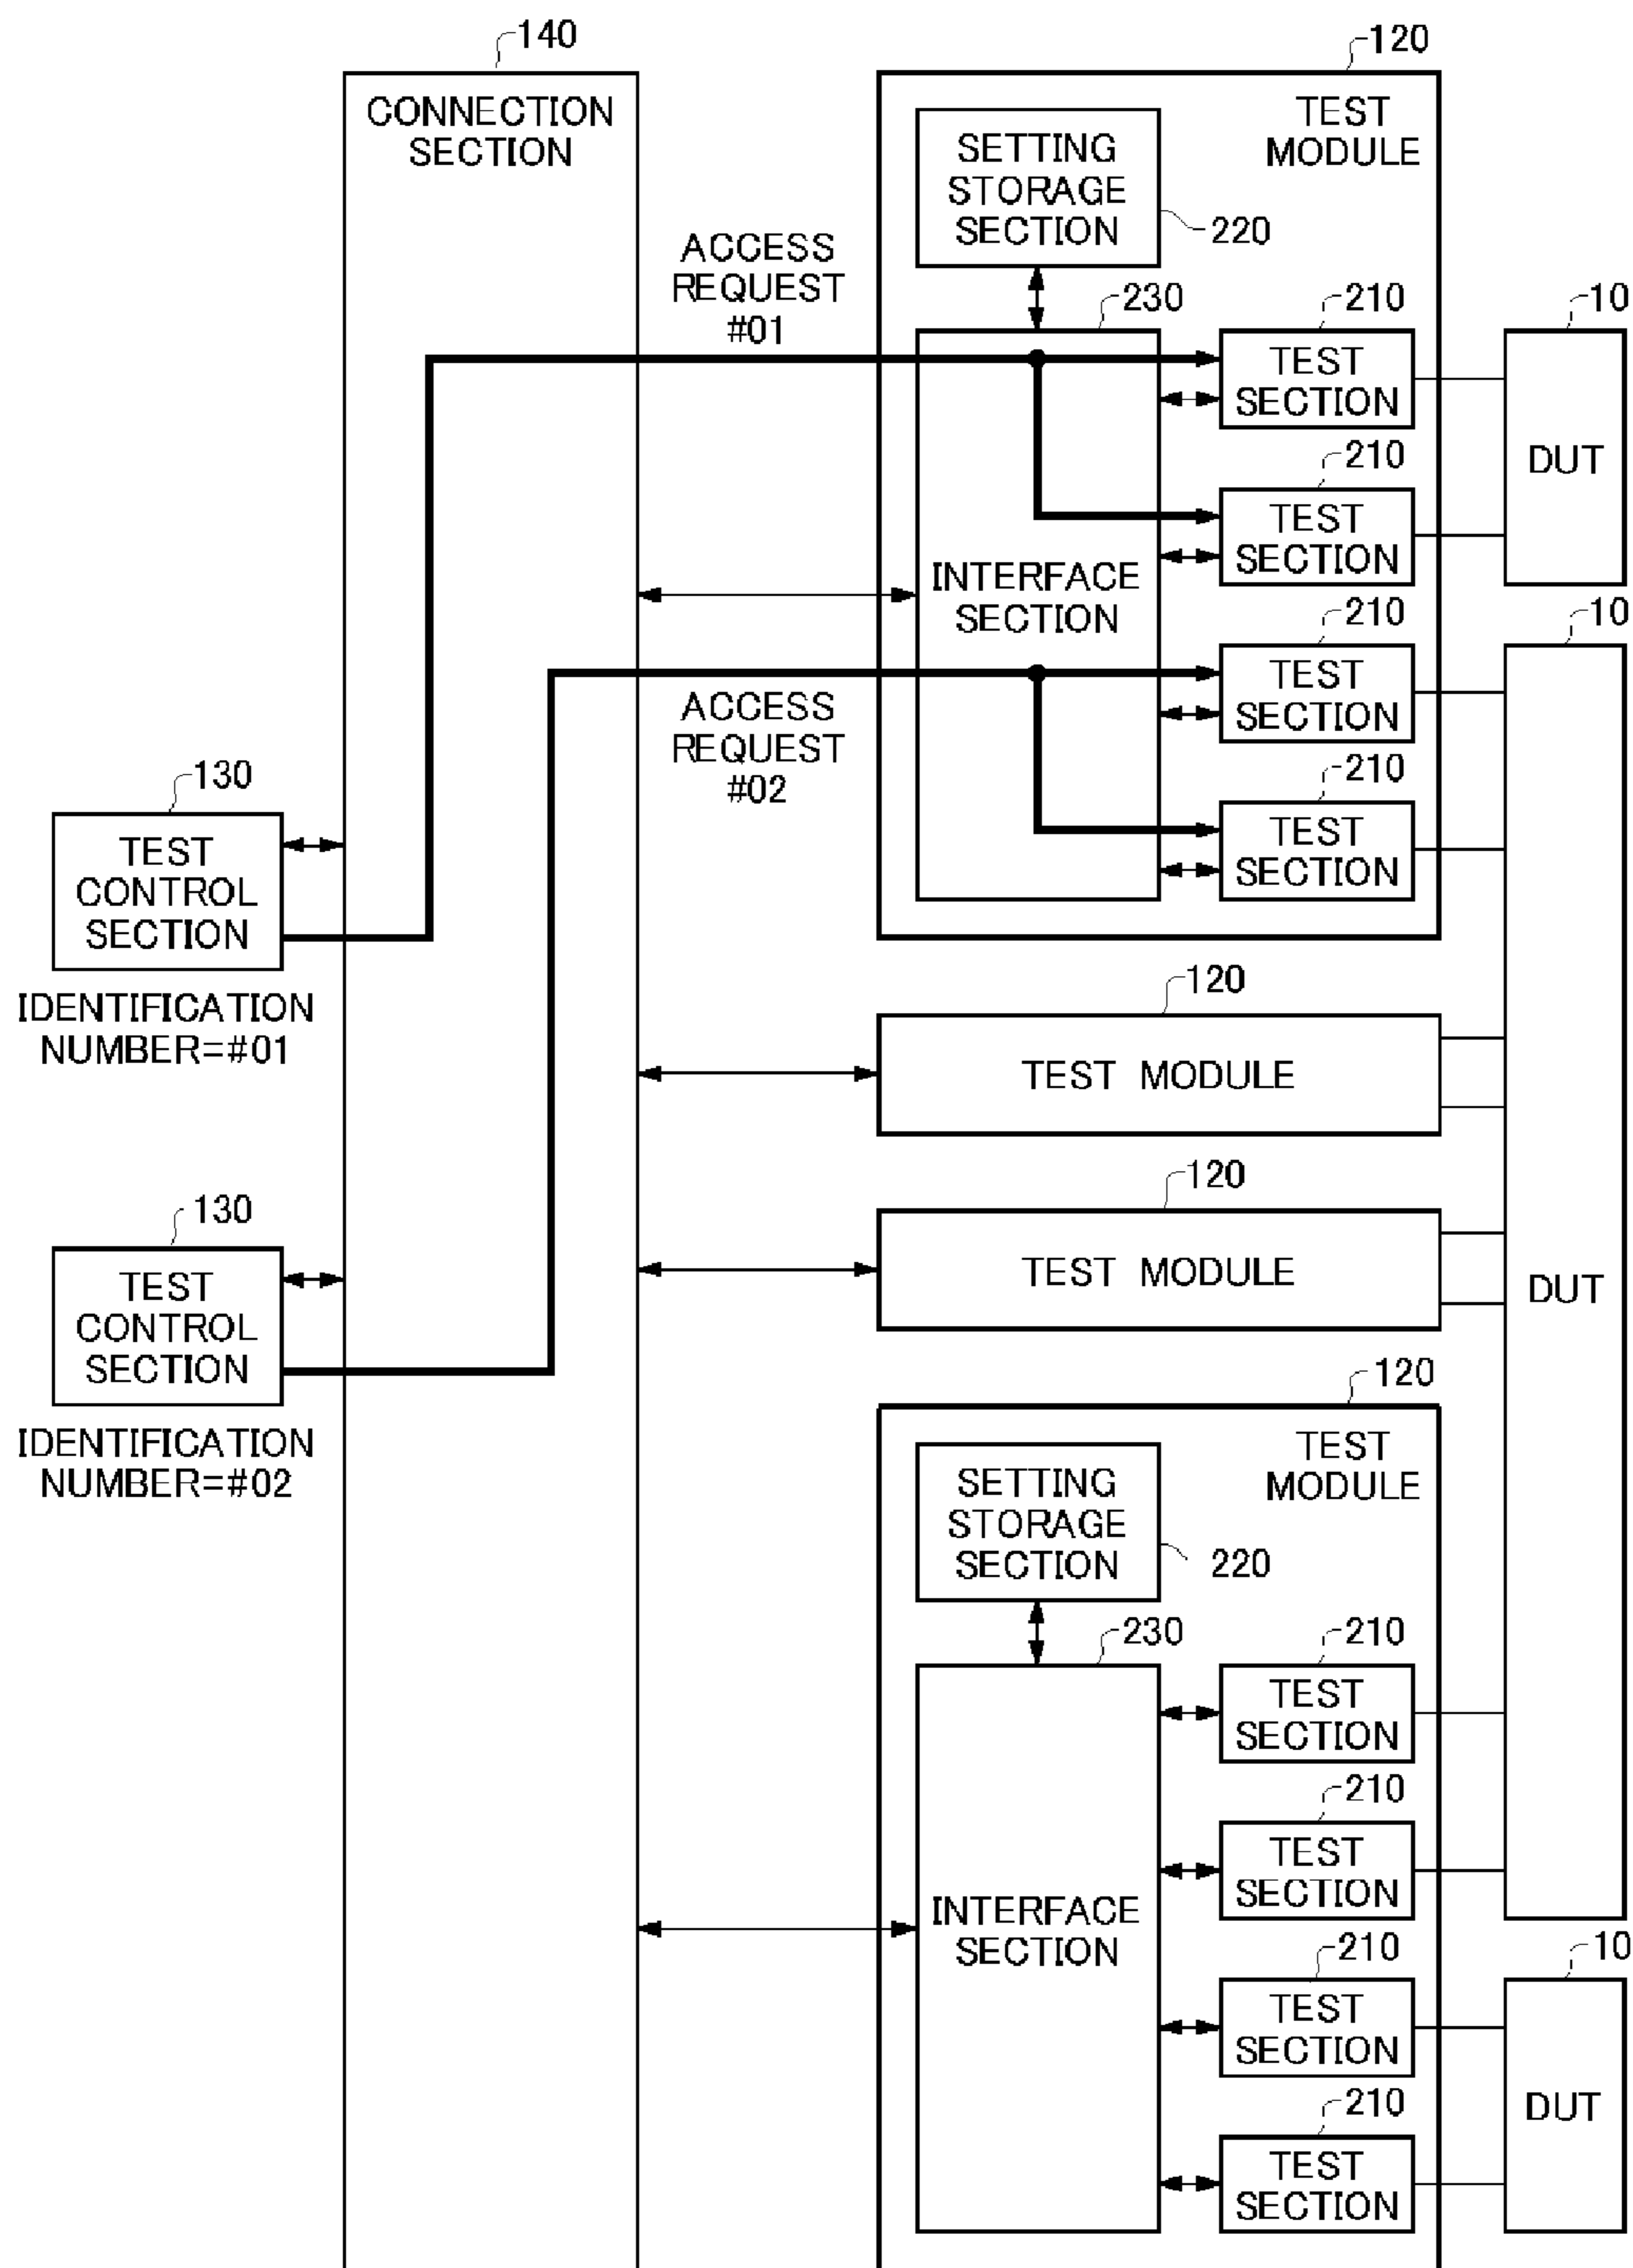 140
CONNECTION
SECTION
120
TEST
MODULE
SETTING
STORAGE
SECTION
220
ACCESS
REQUEST
#01
230
210
TEST
SECTION
10
DUT
210
TEST
SECTION
INTERFACE
SECTION
210
TEST
SECTION
10
ACCESS
REQUEST
#02
210
TEST
SECTION
130
TEST
CONTROL
SECTION
IDENTIFICATION
NUMBER=#01
120
TEST MODULE
120
TEST MODULE
DUT
130
TEST
CONTROL
SECTION
IDENTIFICATION
NUMBER=#02
120
TEST
MODULE
SETTING
STORAGE
SECTION
220
230
210
TEST
SECTION
210
TEST
SECTION
INTERFACE
SECTION
210
TEST
SECTION
10
DUT
210
TEST
SECTION